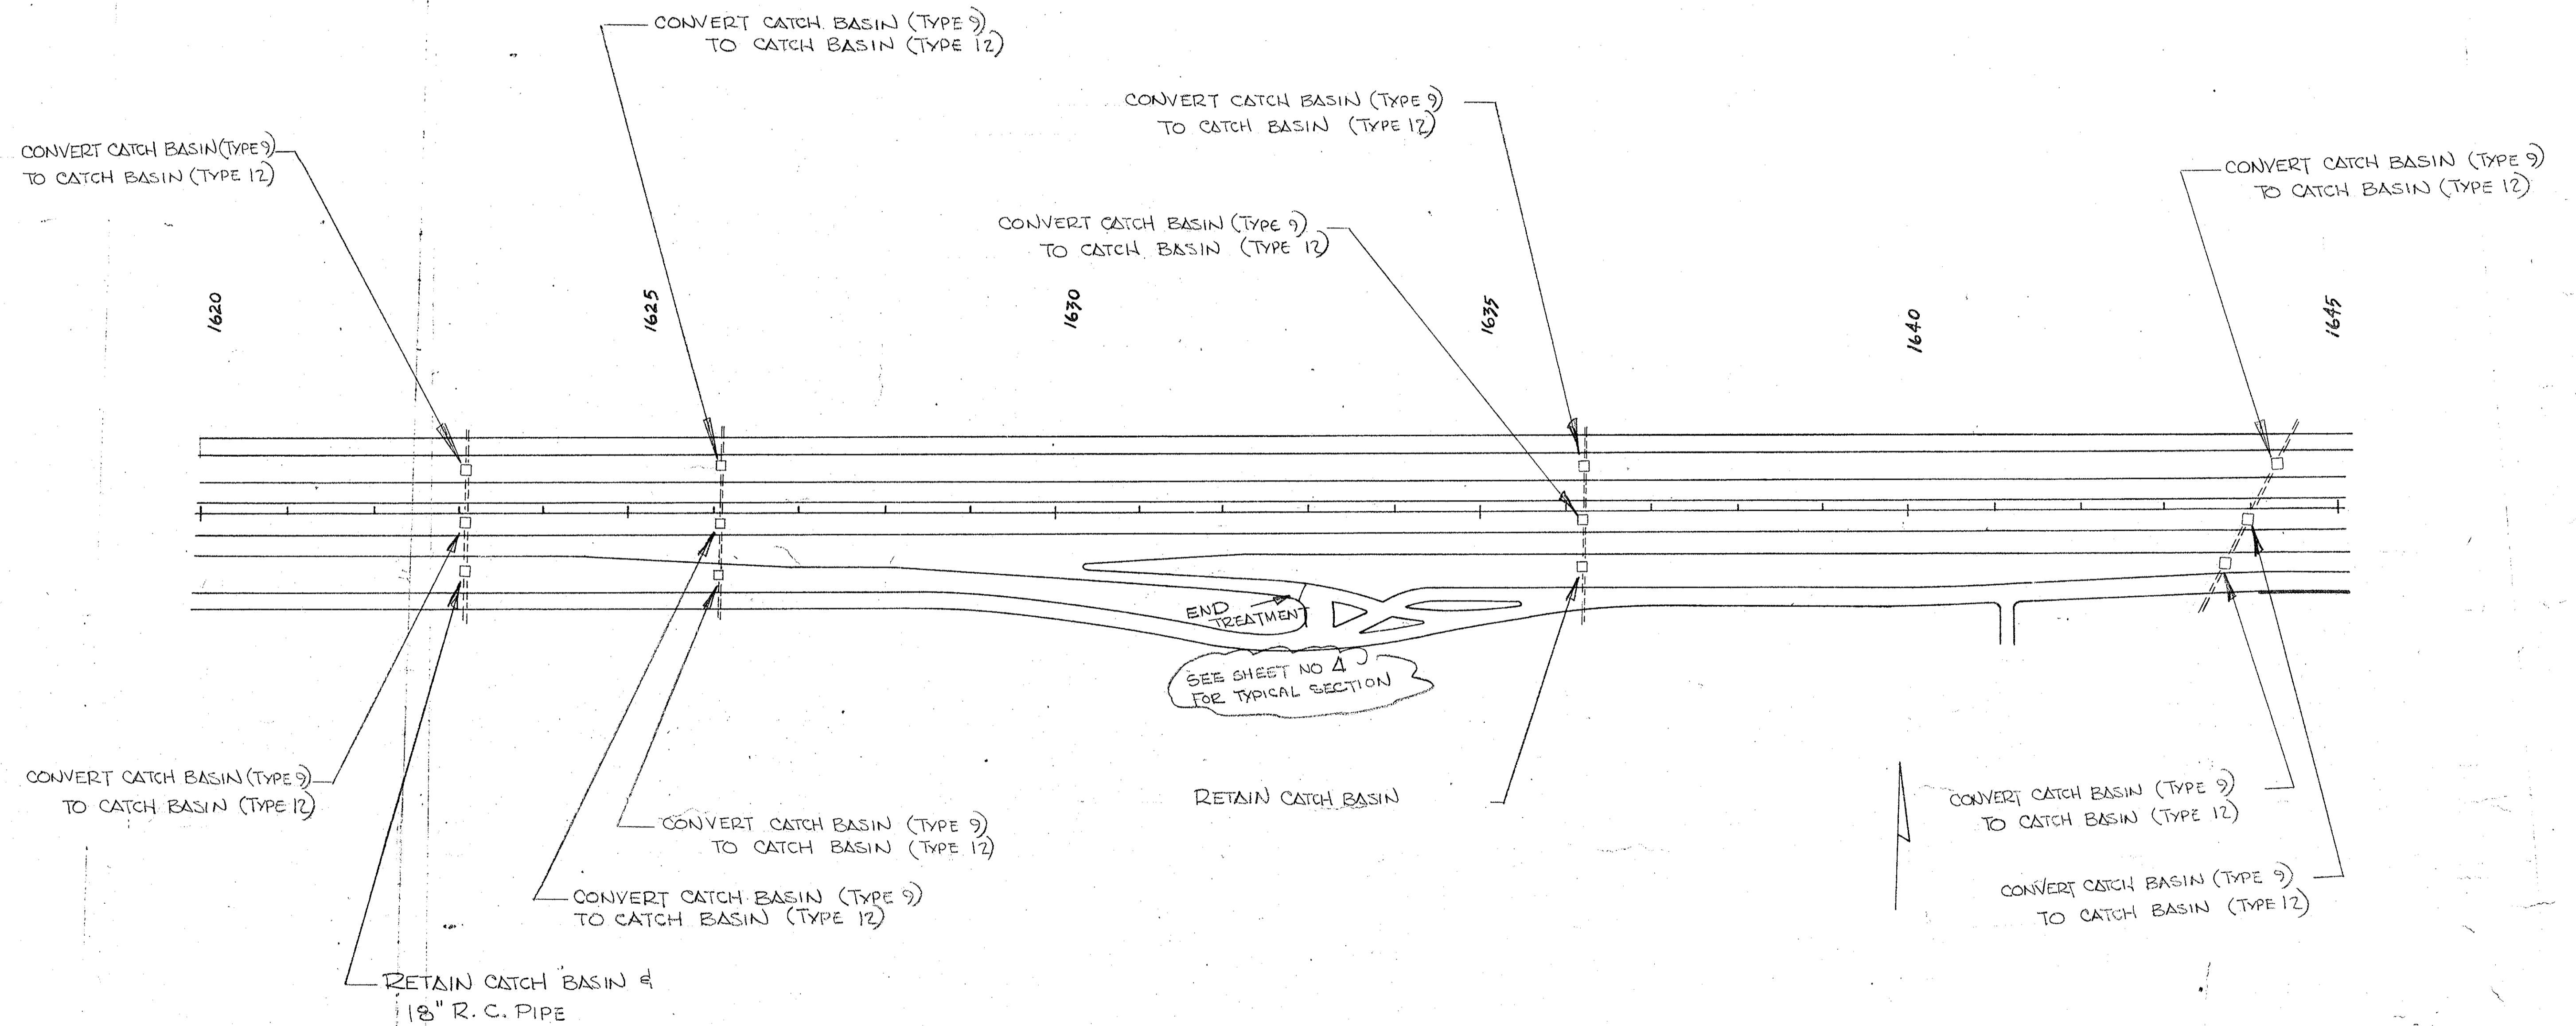 CONVERT CATCH BASIN (TYPE 9)
TO CATCH BASIN (TYPE 12)
CONVERT CATCH BASIN (TYPE 9)
TO CATCH BASIN (TYPE 12)
CONVERT CATCH BASIN (TYPE 9)
TO CATCH BASIN (TYPE 12)
CONVERT CATCH BASIN (TYPE 9)
TO CATCH BASIN (TYPE 12)
CONVERT CATCH BASIN (TYPE 9)
TO CATCH BASIN (TYPE 12)
1620
1625
1630
1635
1640
1645
END
TREATMENT
SEE SHEET NO 4
FOR TYPICAL SECTION
CONVERT CATCH BASIN (TYPE 9)
TO CATCH BASIN (TYPE 12)
CONVERT CATCH BASIN (TYPE 9)
TO CATCH BASIN (TYPE 12)
CONVERT CATCH BASIN (TYPE 9)
TO CATCH BASIN (TYPE 12)
RETAIN CATCH BASIN &
18" R. C. PIPE
RETAIN CATCH BASIN
CONVERT CATCH BASIN (TYPE 9)
TO CATCH BASIN (TYPE 12)
CONVERT CATCH BASIN (TYPE 9)
TO CATCH BASIN (TYPE 12)